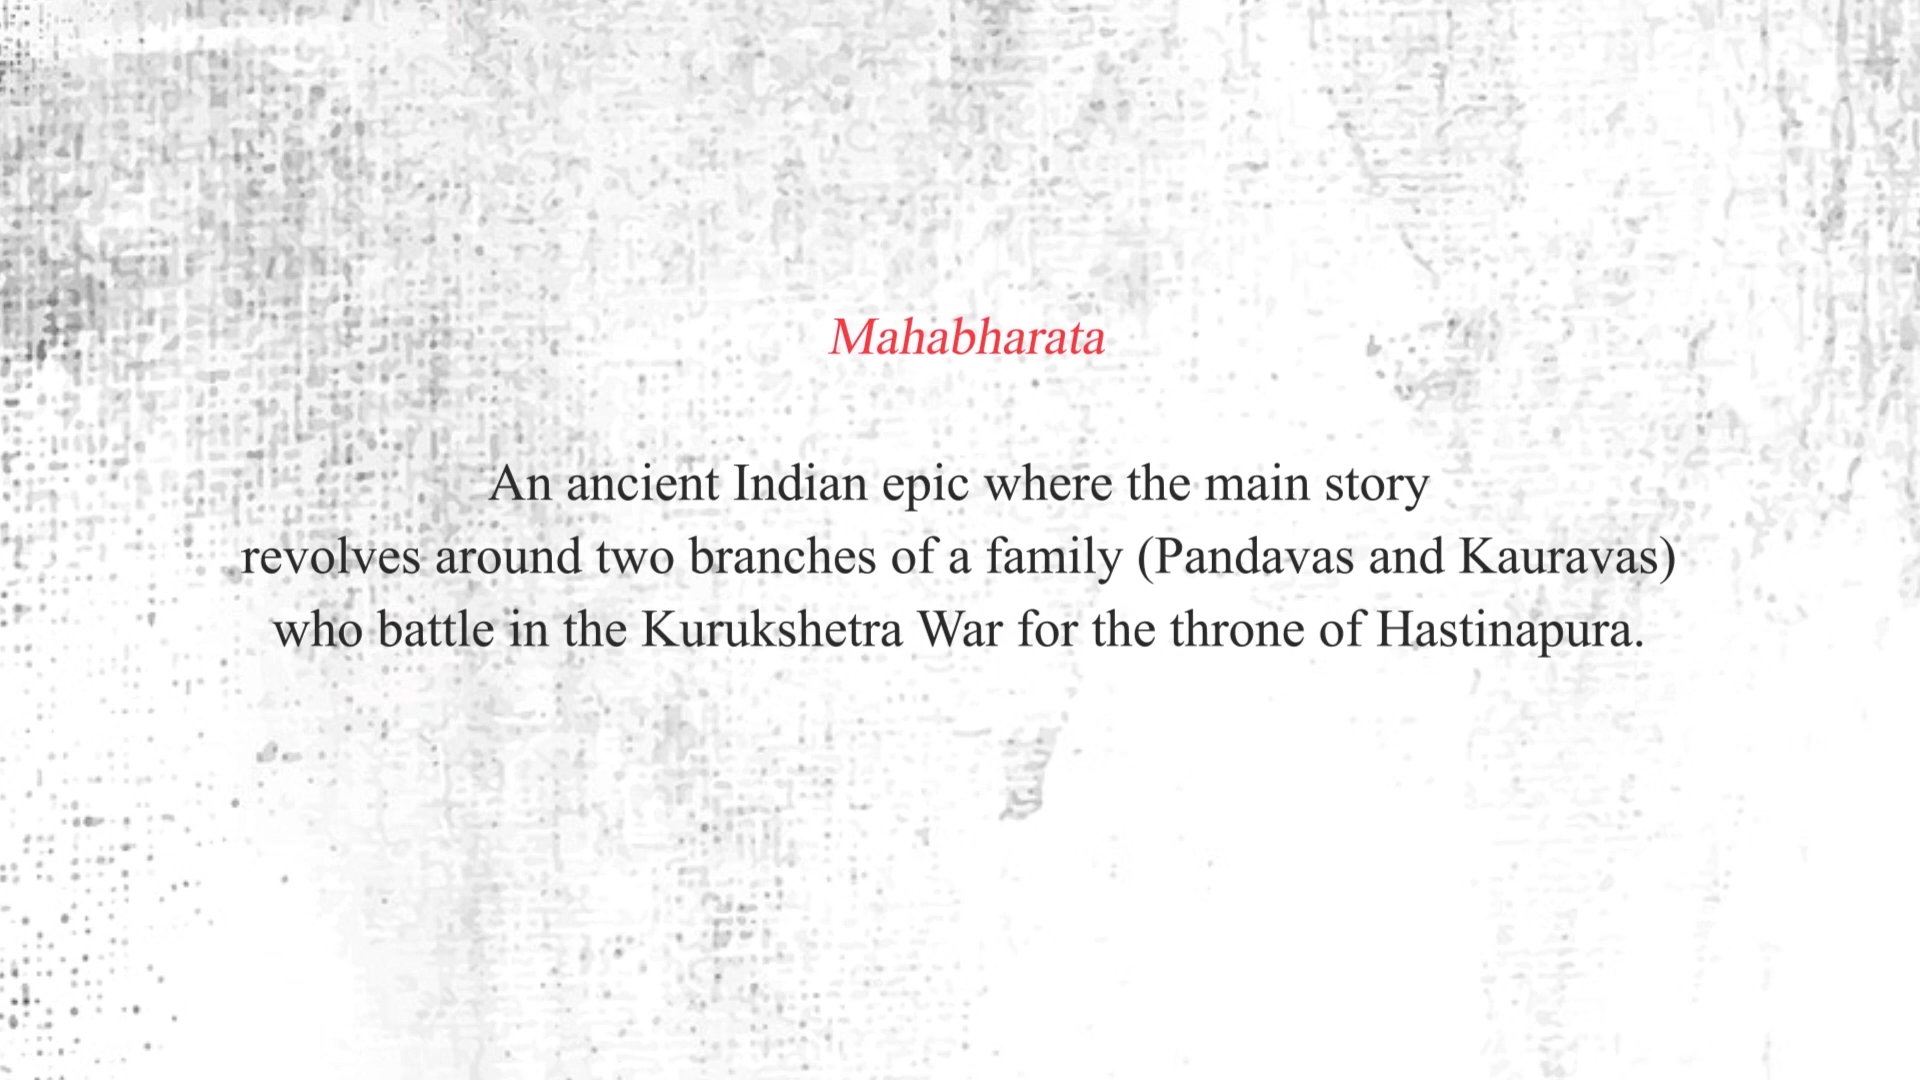 Mahabharata
An ancient Indian epic where the main story
revolves around two branches of a family (Pandavas and Kauravas)
who battle in the Kurukshetra War for the throne of Hastinapura.